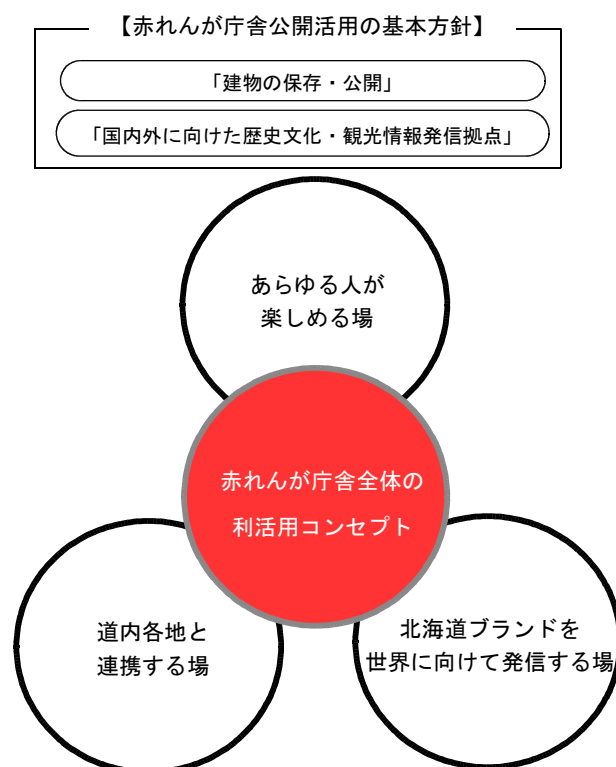 【赤れんが庁舎公開活用の基本方針】
「建物の保存・公開」
「国内外に向けた歴史文化・観光情報発信拠点」
あらゆる人が
楽しめる場
赤れんが庁舎全体の
利活用コンセプト
道内各地と
連携する場
北海道ブランドを
世界に向けて発信する場